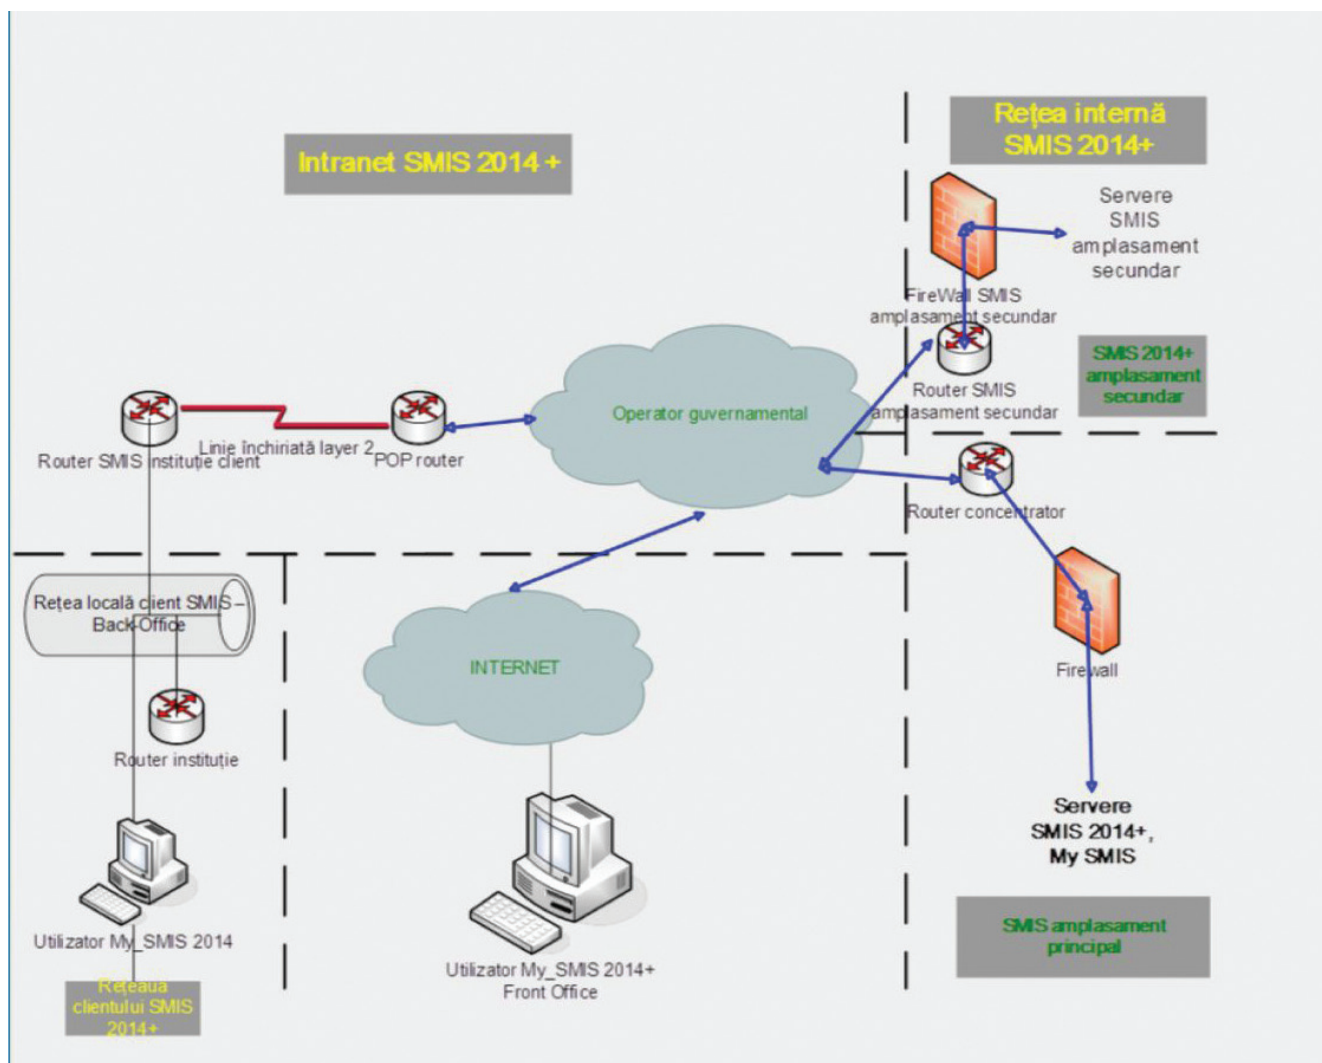 Intranet SMIS 2014 +
Rețea internă
SMIS 2014+
Servere
SMIS
amplasament
secundar
FireWall SMIS
amplasament secundar
SMIS 2014+
amplasament
secundar
Router SMIS
amplasament secundar
Operator guvernamental
Linie închiriată layer 2
Router SMIS instituție client
POP router
Router concentrator
Rețea locală client SMIS –
Back-Office
INTERNET
Firewall
Router instituție
Servere
SMIS 2014+,
My SMIS
Utilizator My_SMIS 2014
Utilizator My_SMIS 2014+
Front Office
SMIS amplasament
principal
Rețeaua
clientului SMIS
2014+